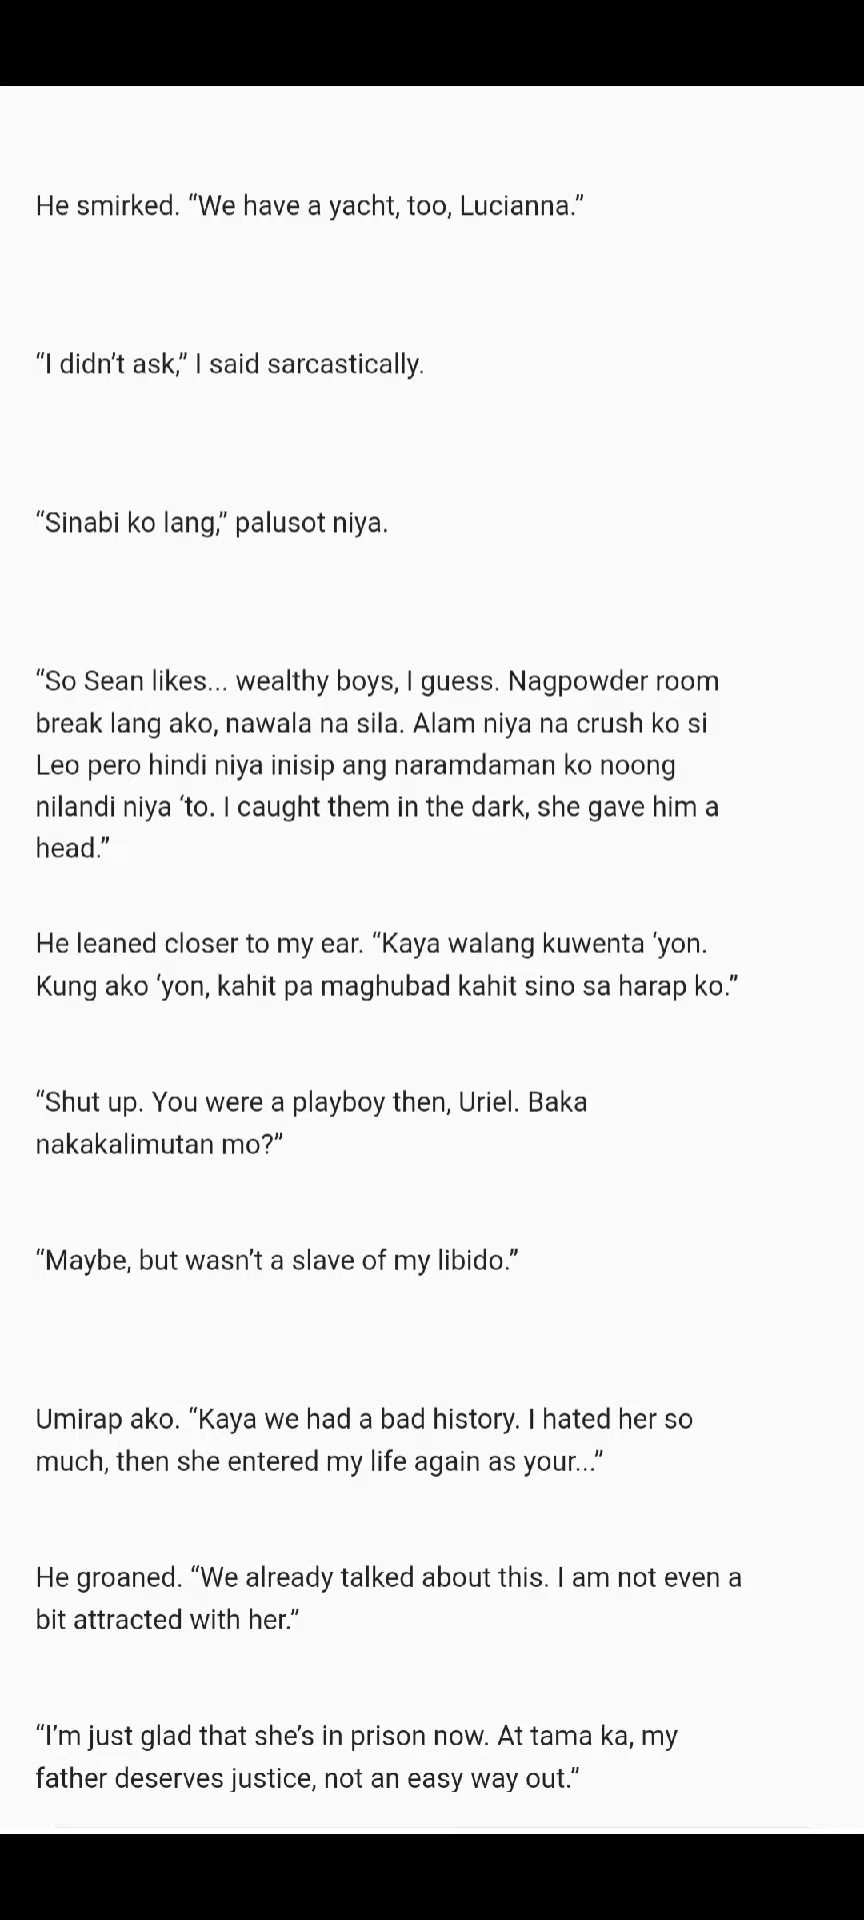 He smirked. “We have a yacht, too, Lucianna.”
“I didn’t ask,” I said sarcastically.
“Sinabi ko lang,” palusot niya.
“So Sean likes... wealthy boys, I guess. Nagpowder room
break lang ako, nawala na sila. Alam niya na crush ko si
Leo pero hindi niya inisip ang naramdaman ko noong
nilandi niya ‘to. I caught them in the dark, she gave him a
head.”
He leaned closer to my ear. “Kaya walang kuwenta ‘yon.
Kung ako ‘yon, kahit pa maghubad kahit sino sa harap ko.”
“Shut up. You were a playboy then, Uriel. Baka
nakakalimutan mo?”
“Maybe, but wasn’t a slave of my libido.”
Umirap ako. “Kaya we had a bad history. I hated her so
much, then she entered my life again as your...”
He groaned. “We already talked about this. I am not even a
bit attracted with her.”
“I’m just glad that she’s in prison now. At tama ka, my
father deserves justice, not an easy way out.”